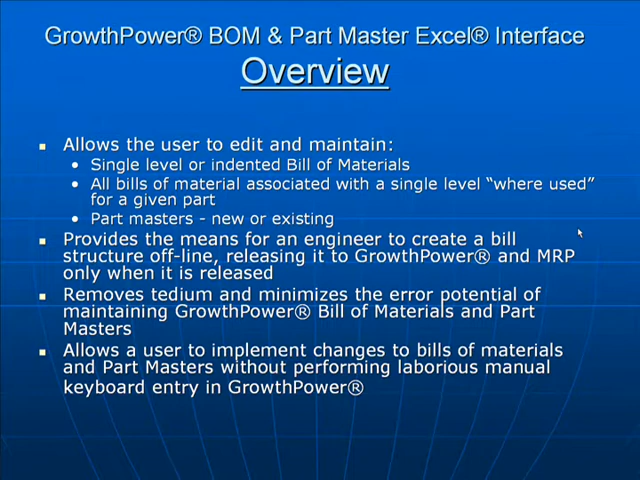 GrowthPower® BOM & Part Master Excel® Interface
Overview
Allows the user to edit and maintain:
Single level or indented Bill of Materials
All bills of material associated with a single level “where used”
for a given part
Part masters - new or existing
Provides the means for an engineer to create a bill
structure off-line, releasing it to GrowthPower® and MRP
only when it is released
Removes tedium and minimizes the error potential of
maintaining GrowthPower® Bill of Materials and Part
Masters
Allows a user to implement changes to bills of materials
and Part Masters without performing laborious manual
keyboard entry in GrowthPower®